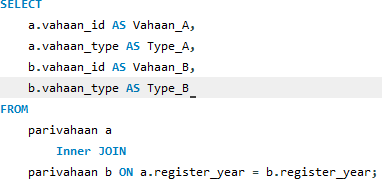 SELECT
a.vahaan_id AS Vahaan_A,
a.vahaan_type AS Type_A,
b.vahaan_id AS Vahaan_B,
b.vahaan_type AS Type_B
FROM
parivahaan a
Inner JOIN
parivahaan b ON a.register_year = b.register_year;